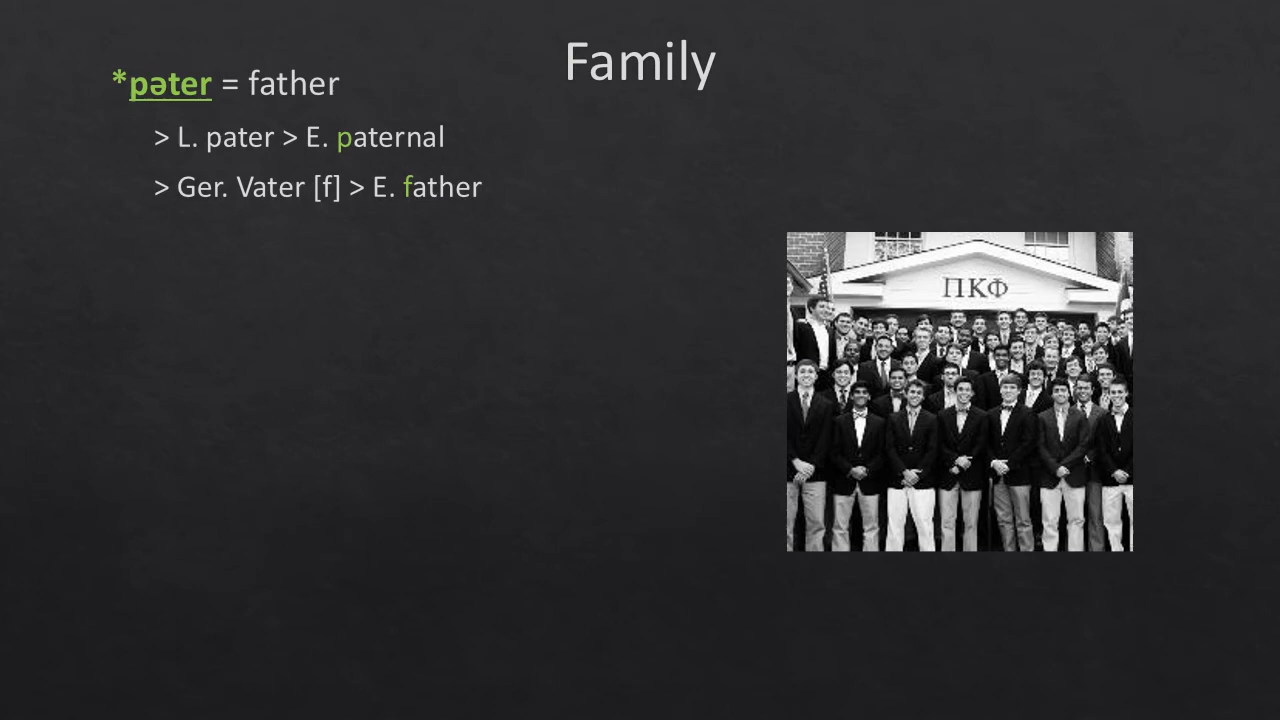 Family
*pəter = father
> L. pater > E. paternal
> Ger. Vater [f] > E. father
ΠΚΦ